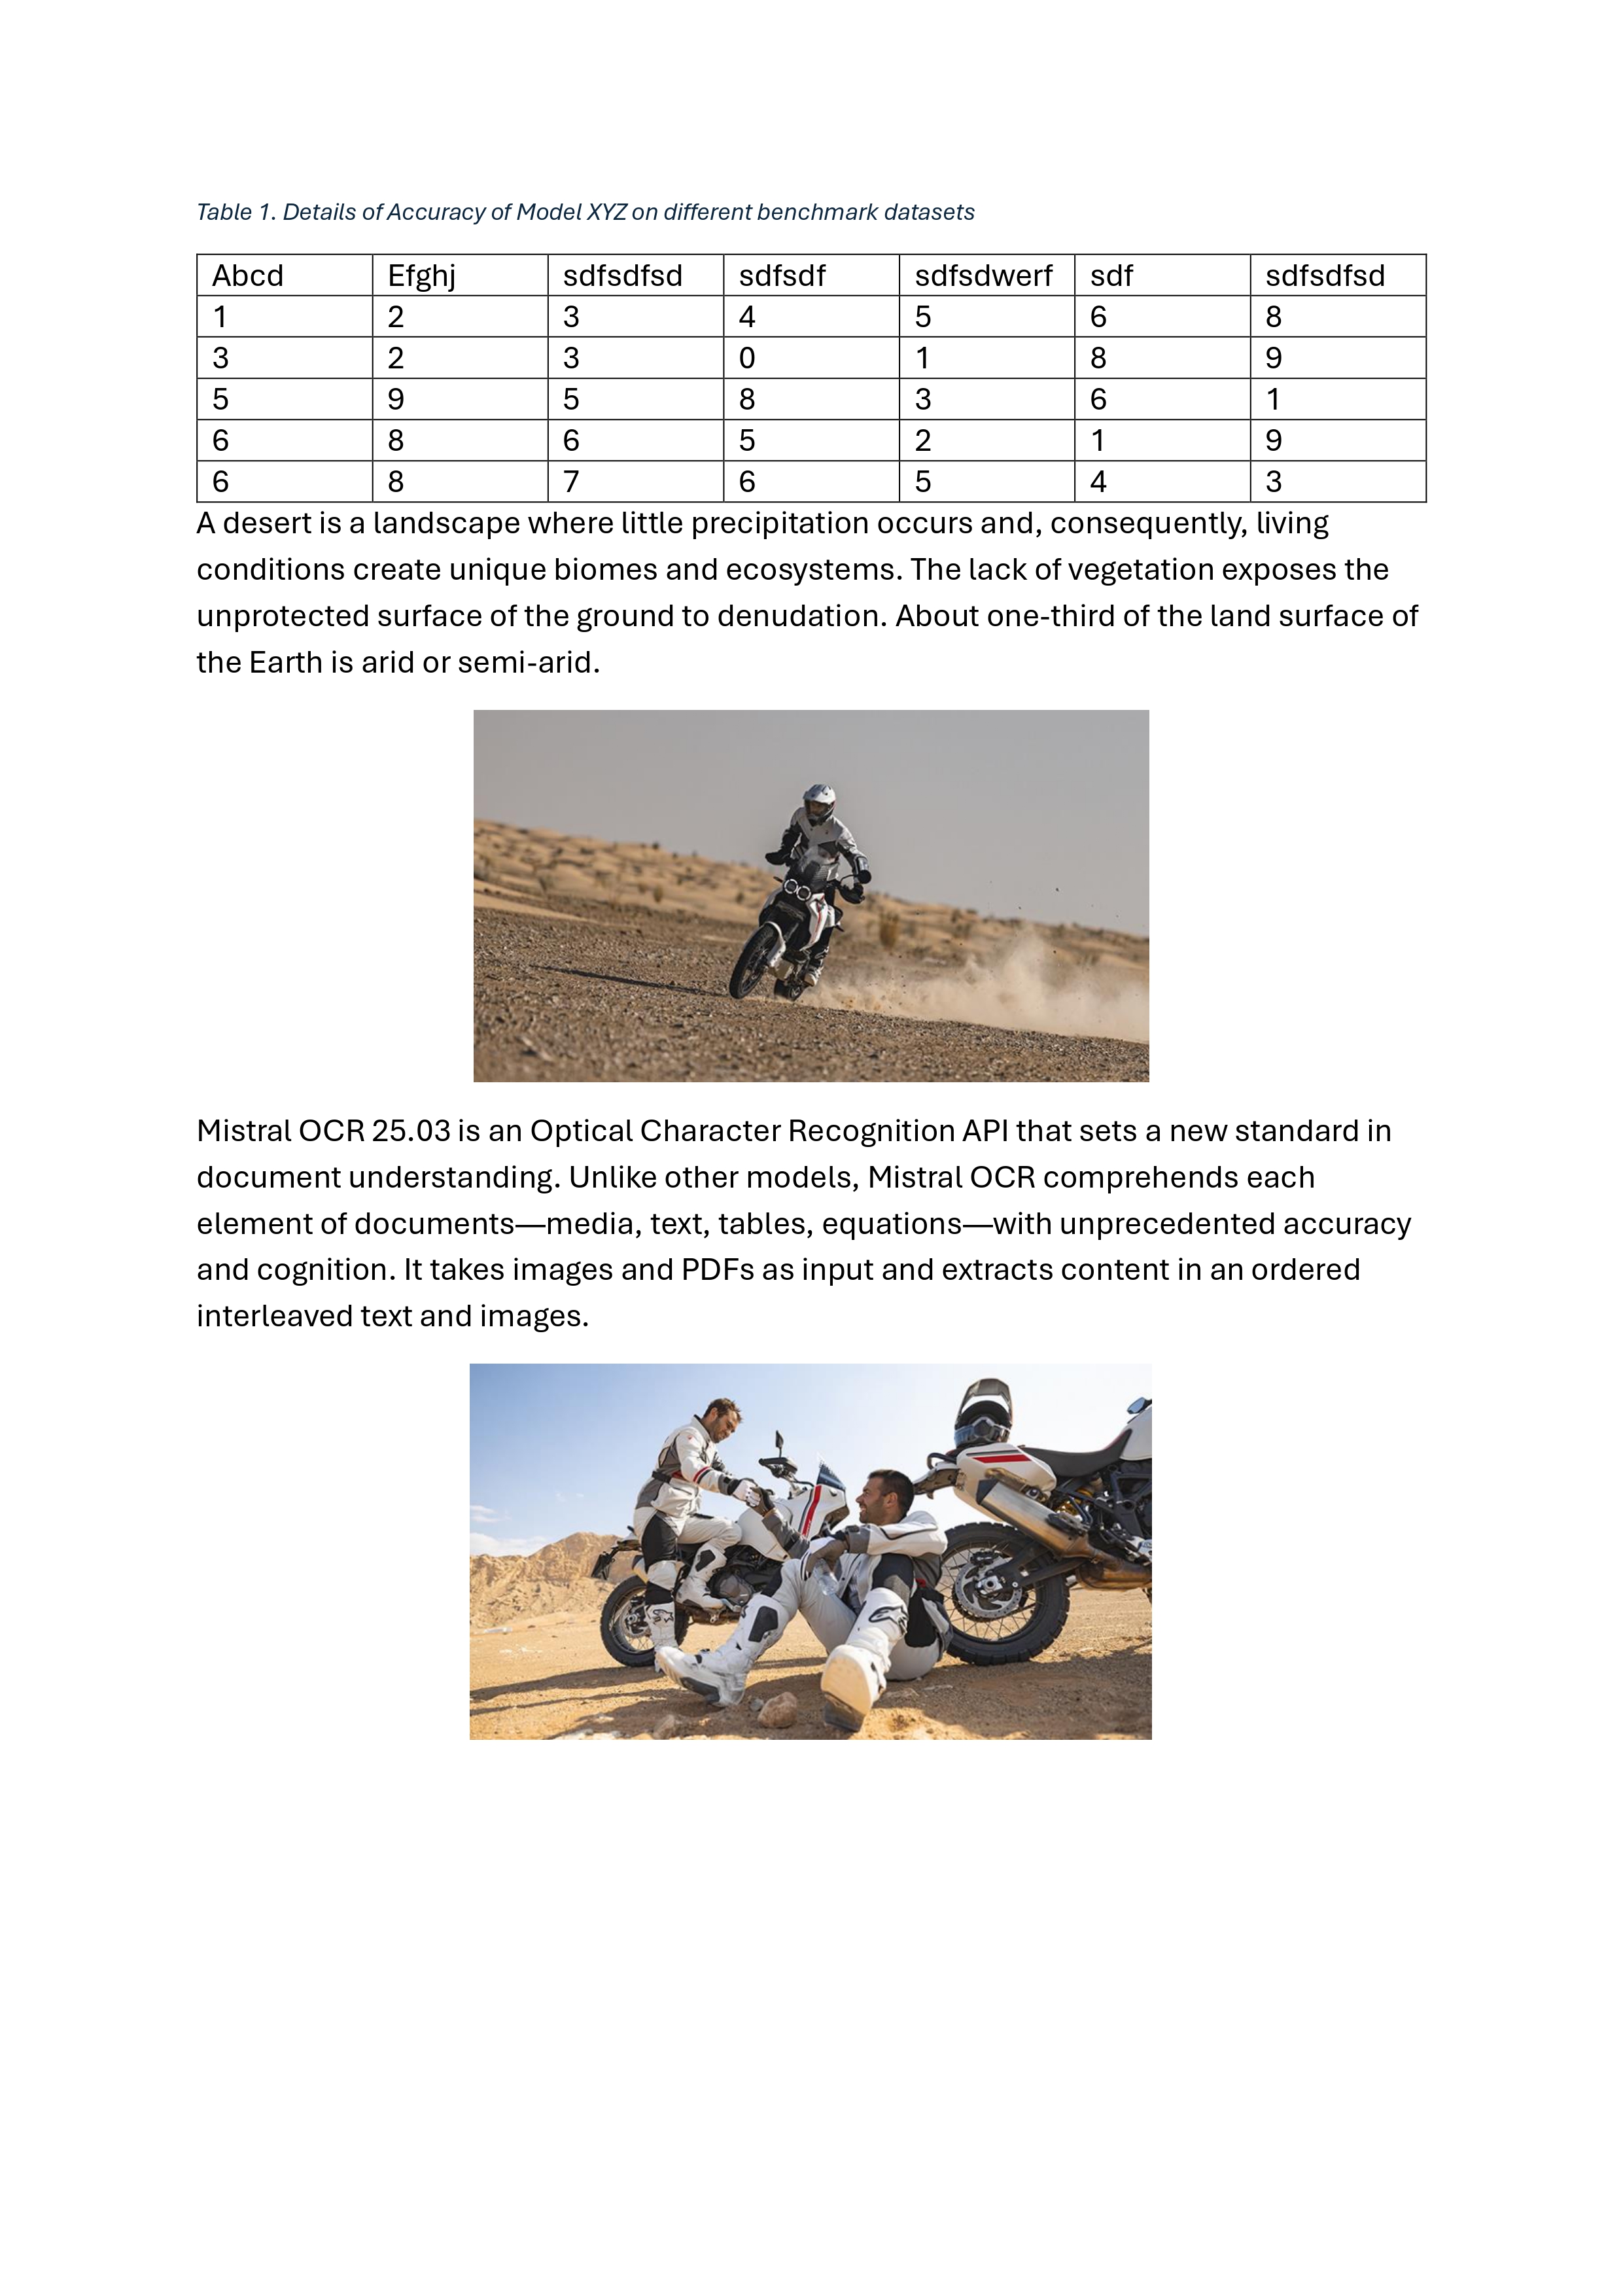 Table 1. Details of Accuracy of Model XYZ on different benchmark datasets
Abcd Efghj sdfsdfsd sdfsdf sdfsdwerf sdf sdfsdfsd
1 2 3 4 5 6 8
3 2 3 0 1 8 9
5 9 5 8 3 6 1
6 8 6 5 2 1 9
6 8 7 6 5 4 3
A desert is a landscape where little precipitation occurs and, consequently, living
conditions create unique biomes and ecosystems. The lack of vegetation exposes the
unprotected surface of the ground to denudation. About one-third of the land surface of
the Earth is arid or semi-arid.
Mistral OCR 25.03 is an Optical Character Recognition API that sets a new standard in
document understanding. Unlike other models, Mistral OCR comprehends each
element of documents—media, text, tables, equations—with unprecedented accuracy
and cognition. It takes images and PDFs as input and extracts content in an ordered
interleaved text and images.